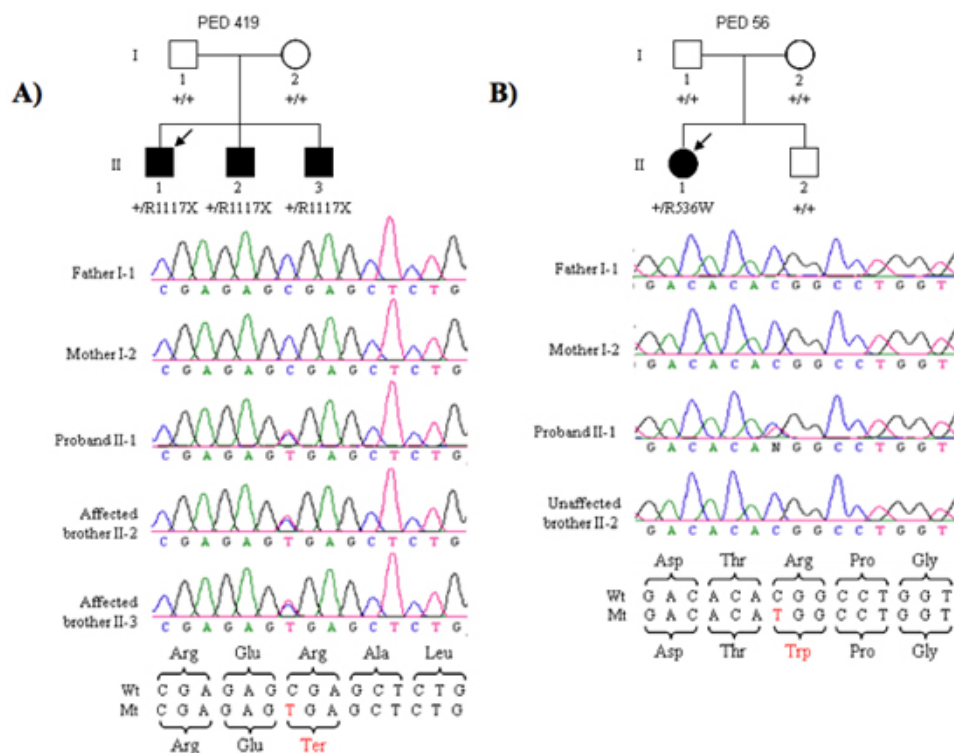 PED 419
I
1
2
+/+
+/+
A)
II
1
2
3
+/R1117X
+/R1117X
+/R1117X
Father I-1
C G A G A G C G A G C T C T G
Mother I-2
C G A G A G C G A G C T C T G
Proband II-1
C G A G A G T G A G C T C T G
Affected
brother II-2
C G A G A G T G A G C T C T G
Affected
brother II-3
C G A G A G T G A G C T C T G
Arg Glu Arg Ala Leu
Wt C G A G A G C G A G C T C T G
Mt C G A G A G T G A G C T C T G
Arg Glu Ter
PED 56
I
1
2
+/+
+/+
B)
II
1
2
+/R536W
+/+
Father I-1
G A C A C A C G G C C T G G T
Mother I-2
G A C A C A C G G C C T G G T
Proband II-1
G A C A C A N G G C C T G G T
Unaffected
brother II-2
G A C A C A C G G C C T G G T
Asp Thr Arg Pro Gly
Wt G A C A C A C G G C C T G G T
Mt G A C A C A T G G C C T G G T
Asp Thr Trp Pro Gly